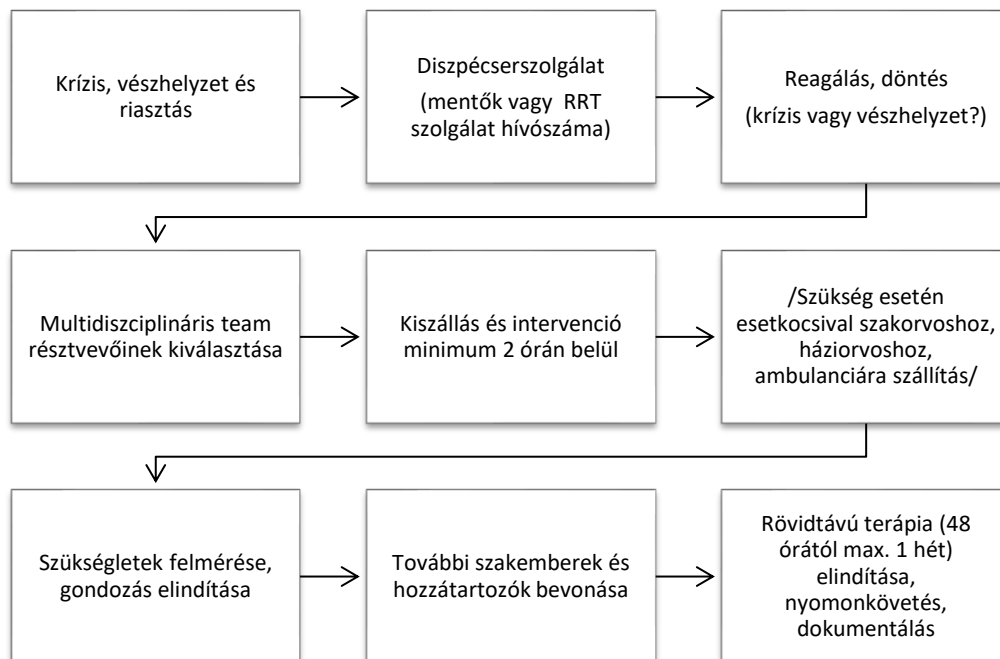 Krízis, vészhelyzet és
riasztás
Diszpécserszolgálat
(mentők vagy RRT
szolgálat hívószáma)
Reagálás, döntés
(krízis vagy vészhelyzet?)
Multidiszciplináris team
résztvevőinek kiválasztása
Kiszállás és intervenció
minimum 2 órán belül
/Szükség esetén
esetkocsival szakorvoshoz,
háziorvoshoz,
ambulanciára szállítás/
Szükségletek felmérése,
gondozás elindítása
További szakemberek és
hozzátartozók bevonása
Rövidtávú terápia (48
órától max. 1 hét)
elindítása,
nyomonkövetés,
dokumentálás